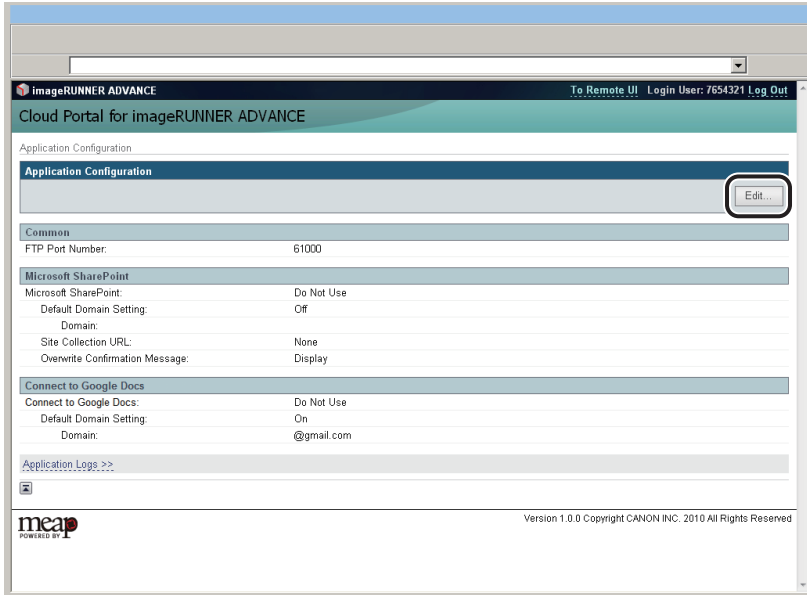 imageRUNNER ADVANCE To Remote UI Login User: 7654321 Log Out
Cloud Portal for imageRUNNER ADVANCE
Application Configuration
Application Configuration
Edit...
Common
FTP Port Number: 61000
Microsoft SharePoint
Microsoft SharePoint: Do Not Use
Default Domain Setting: Off
Domain:
Site Collection URL: None
Overwrite Confirmation Message: Display
Connect to Google Docs
Connect to Google Docs: Do Not Use
Default Domain Setting: On
Domain: @gmail.com
Application Logs >>
meap
POWERED BY
Version 1.0.0 Copyright CANON INC. 2010 All Rights Reserved